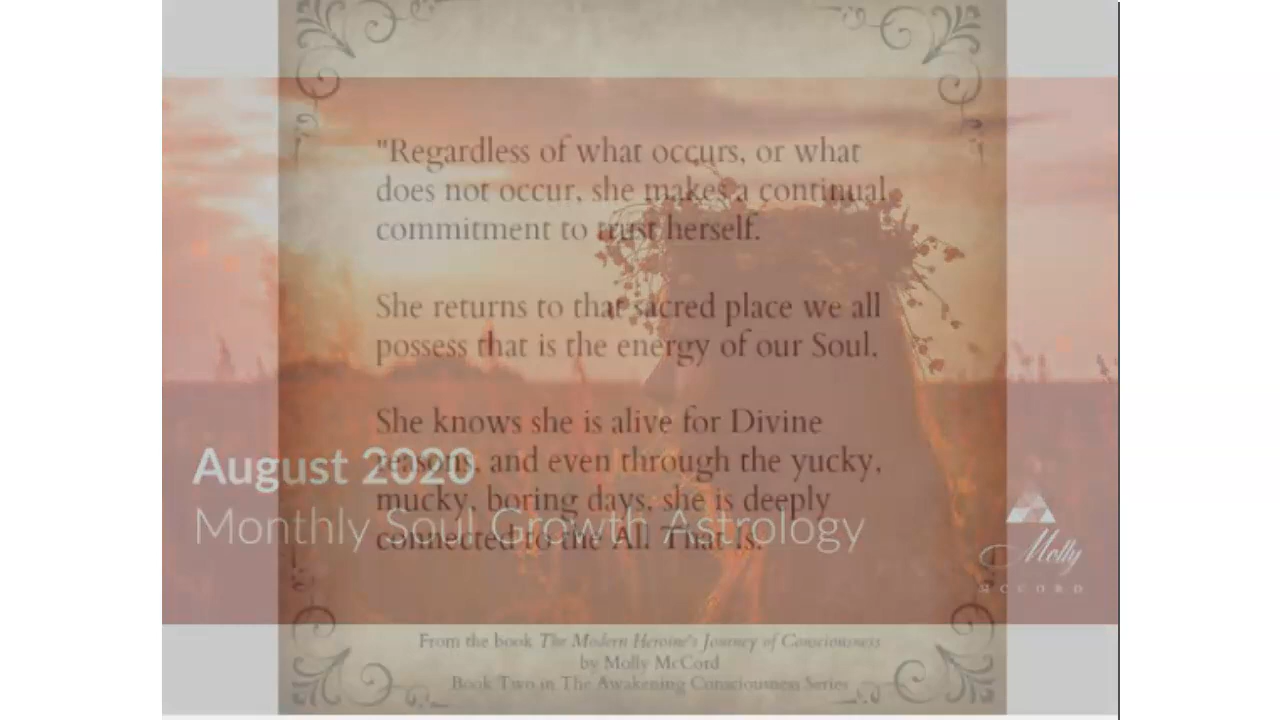 "Regardless of what occurs, or what
does not occur, she makes a continual
commitment to trust herself.
She returns to that sacred place we all
possess that is the energy of our Soul.
She knows she is alive for Divine
reasons, and even through the yucky,
mucky, boring days, she is deeply
connected to the All That Is.
August 2020
Monthly Soul Growth Astrology
Molly
MCCORD
From the book The Modern Heroine's Journey of Consciousness
by Molly McCord
Book Two in The Awakening Consciousness Series